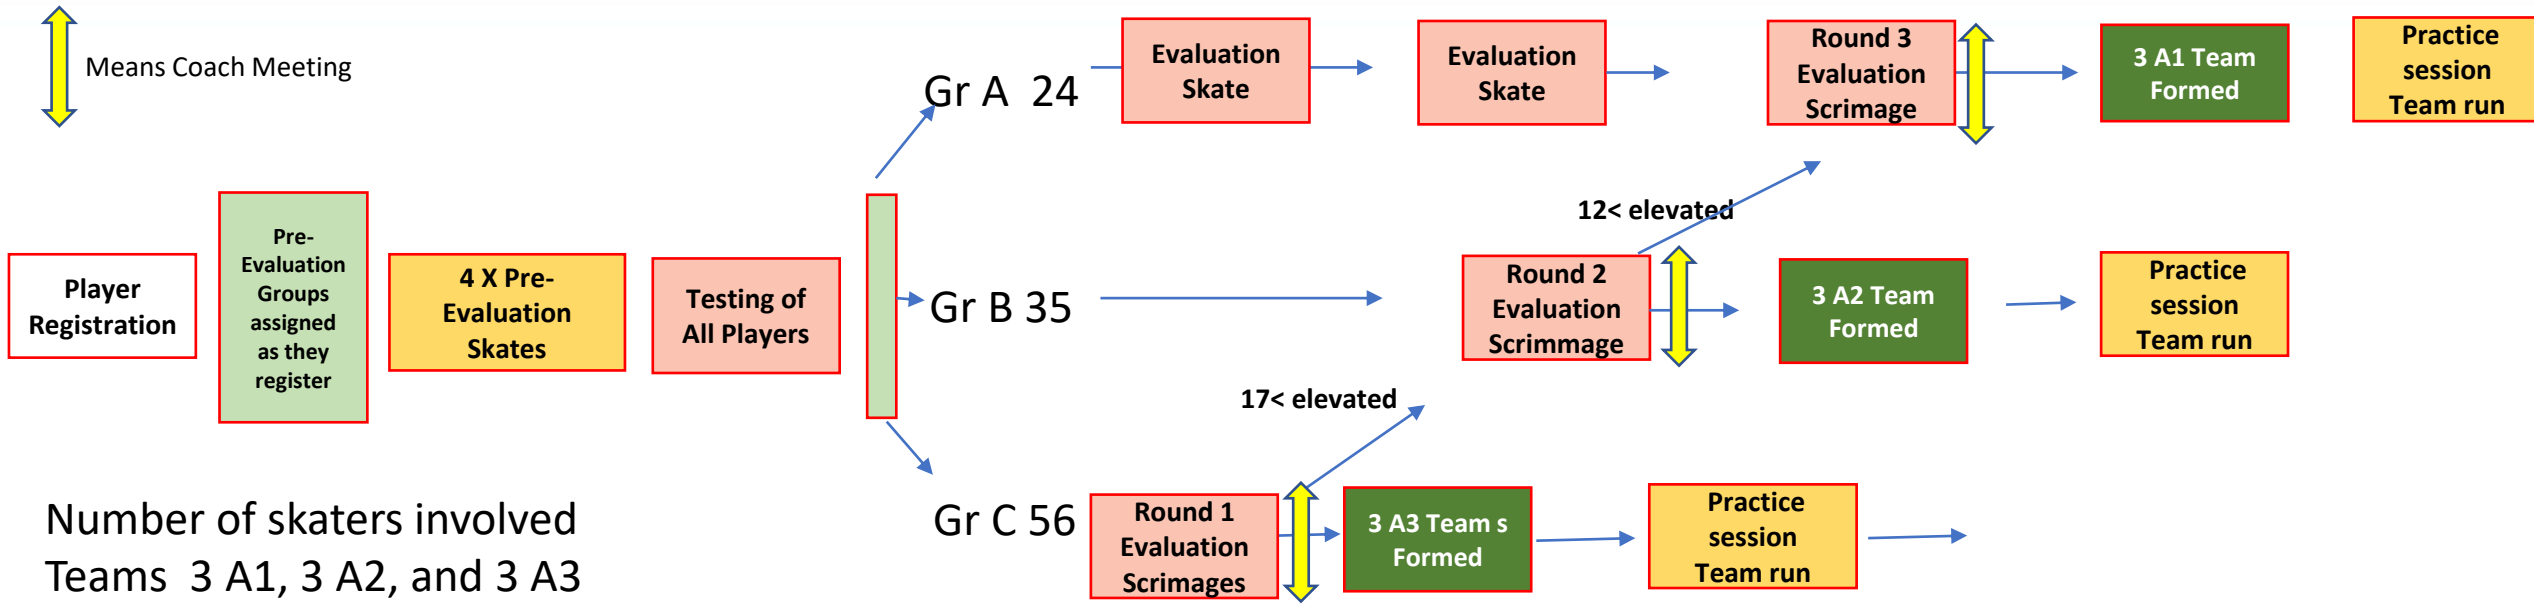 Means Coach Meeting
Player
Registration
Pre-
Evaluation
Groups
assigned
as they
register
4 X Pre-
Evaluation
Skates
Testing of
All Players
Gr A  24
Evaluation
Skate
Evaluation
Skate
Round 3
Evaluation
Scrimage
3 A1 Team
Formed
Practice
session
Team run
12< elevated
Gr B 35
Round 2
Evaluation
Scrimmage
3 A2 Team
Formed
Practice
session
Team run
17< elevated
Gr C 56
Round 1
Evaluation
Scrimages
3 A3 Team s
Formed
Practice
session
Team run
Number of skaters involved
Teams  3 A1, 3 A2, and 3 A3